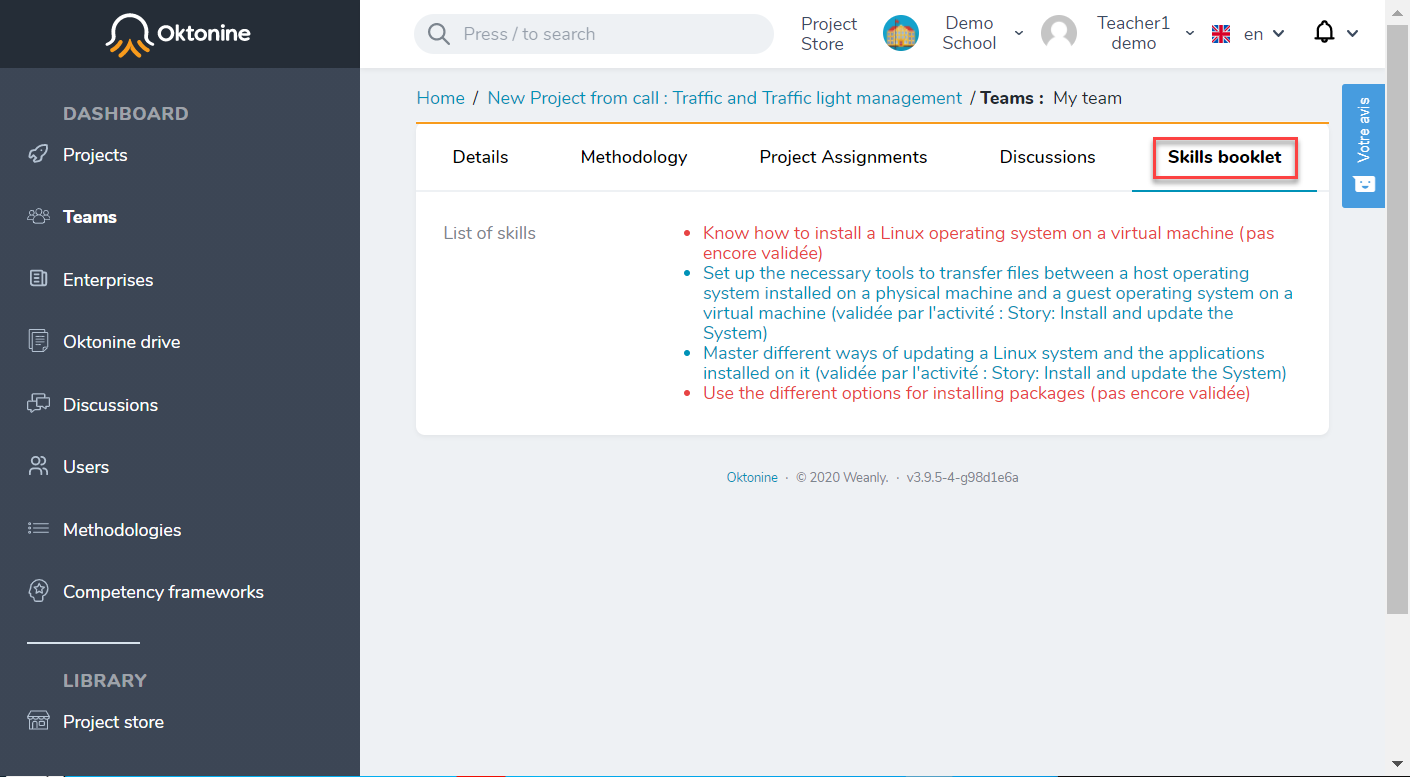 Oktonine
Press / to search
Project
Store
Demo
School
Teacher1
demo
en
DASHBOARD
Projects
Teams
Enterprises
Oktonine drive
Discussions
Users
Methodologies
Competency frameworks
LIBRARY
Project store
Home / New Project from call : Traffic and Traffic light management / Teams : My team
Votre avis
Details Methodology Project Assignments Discussions Skills booklet
List of skills
• Know how to install a Linux operating system on a virtual machine (pas
encore validée)
• Set up the necessary tools to transfer files between a host operating
system installed on a physical machine and a guest operating system on a
virtual machine (validée par l'activité : Story: Install and update the
System)
• Master different ways of updating a Linux system and the applications
installed on it (validée par l'activité : Story: Install and update the System)
• Use the different options for installing packages (pas encore validée)
Oktonine · © 2020 Weanly. · v3.9.5-4-g98d1e6a